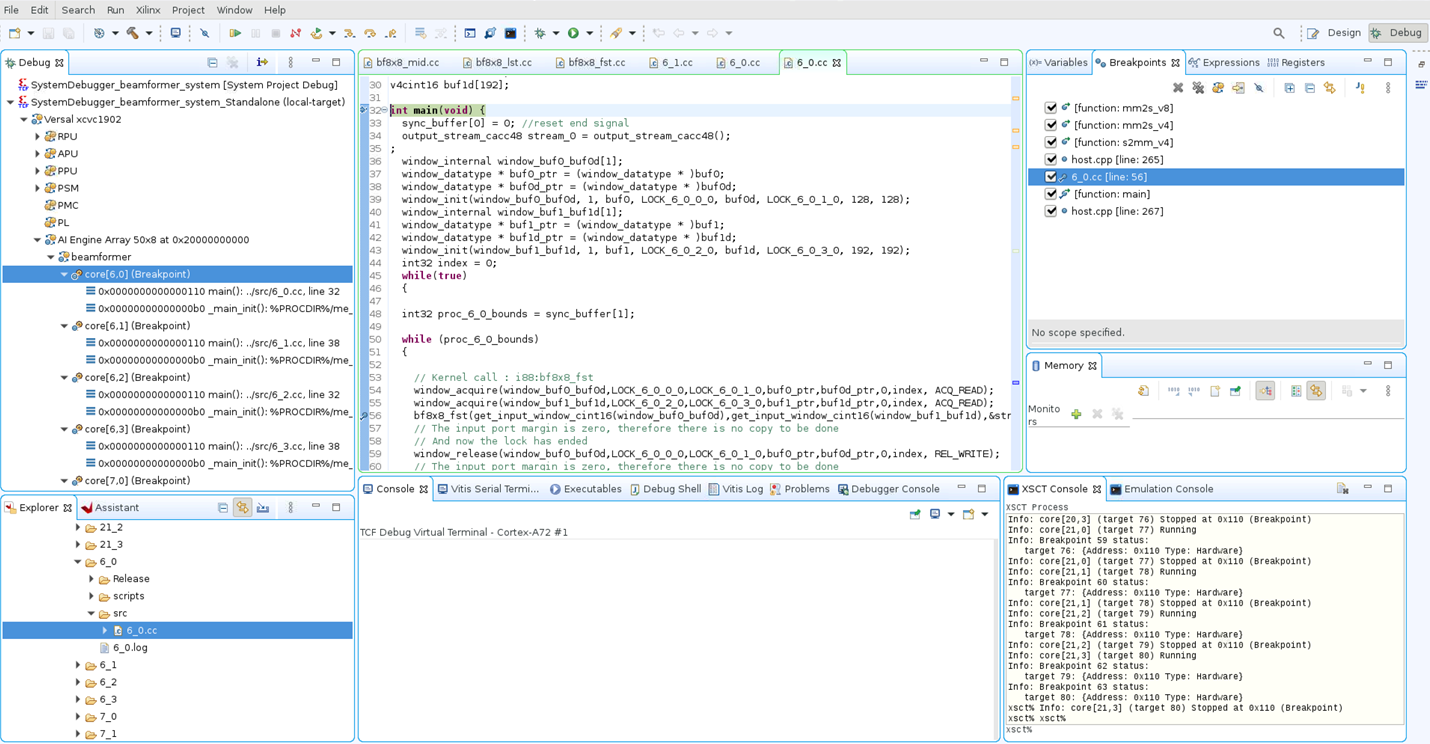 File Edit Search Run Xilinx Project Window Help
Design Debug
Debug
SystemDebugger_beamformer_system [System Project Debug]
SystemDebugger_beamformer_system_Standalone (local-target)
Versal xcvc1902
RPU
APU
PPU
PSM
PMC
PL
AI Engine Array 50x8 at 0x20000000000
beamformer
core[6,0] (Breakpoint)
0x0000000000000110 main(): ../src/6_0.cc, line 32
0x00000000000000b0 _main_init(): %PROCDIR%/me_
core[6,1] (Breakpoint)
0x0000000000000110 main(): ../src/6_1.cc, line 38
0x00000000000000b0 _main_init(): %PROCDIR%/me_
core[6,2] (Breakpoint)
0x0000000000000110 main(): ../src/6_2.cc, line 32
0x00000000000000b0 _main_init(): %PROCDIR%/me_
core[6,3] (Breakpoint)
0x0000000000000110 main(): ../src/6_3.cc, line 38
0x00000000000000b0 _main_init(): %PROCDIR%/me_
core[7,0] (Breakpoint)
Explorer Assistant
21_2
21_3
6_0
Release
scripts
src
6_0.cc
6_0.log
6_1
6_2
6_3
7_0
7_1
bf8x8_mid.cc bf8x8_lst.cc bf8x8_fst.cc 6_1.cc 6_0.cc 6_0.cc
30 v4cint16 buf1d[192];
31
32 int main(void) {
33 sync_buffer[0] = 0; //reset end signal
34 output_stream_cacc48 stream_0 = output_stream_cacc48();
35 ;
36 window_internal window_buf0_buf0d[1];
37 window_datatype * buf0_ptr = (window_datatype * )buf0;
38 window_datatype * buf0d_ptr = (window_datatype * )buf0d;
39 window_init(window_buf0_buf0d, 1, buf0, LOCK_6_0_0_0, buf0d, LOCK_6_0_1_0, 128, 128);
40 window_internal window_buf1_buf1d[1];
41 window_datatype * buf1_ptr = (window_datatype * )buf1;
42 window_datatype * buf1d_ptr = (window_datatype * )buf1d;
43 window_init(window_buf1_buf1d, 1, buf1, LOCK_6_0_2_0, buf1d, LOCK_6_0_3_0, 192, 192);
44 int32 index = 0;
45 while(true)
46 {
47
48 int32 proc_6_0_bounds = sync_buffer[1];
49
50 while (proc_6_0_bounds)
51 {
52
53 // Kernel call : i88:bf8x8_fst
54 window_acquire(window_buf0_buf0d,LOCK_6_0_0_0,LOCK_6_0_1_0,buf0_ptr,buf0d_ptr,0,index, ACQ_READ);
55 window_acquire(window_buf1_buf1d,LOCK_6_0_2_0,LOCK_6_0_3_0,buf1_ptr,buf1d_ptr,0,index, ACQ_READ);
56 bf8x8_fst(get_input_window_cint16(window_buf0_buf0d),get_input_window_cint16(window_buf1_buf1d),&str
57 // The input port margin is zero, therefore there is no copy to be done
58 // And now the lock has ended
59 window_release(window_buf0_buf0d,LOCK_6_0_0_0,LOCK_6_0_1_0,buf0_ptr,buf0d_ptr,0,index, REL_WRITE);
60 // The input port margin is zero, therefore there is no copy to be done
Console Vitis Serial Termi... Executables Debug Shell Vitis Log Problems Debugger Console
TCF Debug Virtual Terminal - Cortex-A72 #1
(x)= Variables Breakpoints Expressions Registers
[function: mm2s_v8]
[function: mm2s_v4]
[function: s2mm_v4]
host.cpp [line: 265]
6_0.cc [line: 56]
[function: main]
host.cpp [line: 267]
No scope specified.
Memory
Monito
rs
XSCT Console Emulation Console
XSCT Process
Info: core[20,3] (target 76) Stopped at 0x110 (Breakpoint)
Info: core[21,0] (target 77) Running
Info: Breakpoint 59 status:
target 76: {Address: 0x110 Type: Hardware}
Info: core[21,0] (target 77) Stopped at 0x110 (Breakpoint)
Info: core[21,1] (target 78) Running
Info: Breakpoint 60 status:
target 77: {Address: 0x110 Type: Hardware}
Info: core[21,1] (target 78) Stopped at 0x110 (Breakpoint)
Info: core[21,2] (target 79) Running
Info: Breakpoint 61 status:
target 78: {Address: 0x110 Type: Hardware}
Info: core[21,2] (target 79) Stopped at 0x110 (Breakpoint)
Info: core[21,3] (target 80) Running
Info: Breakpoint 62 status:
target 79: {Address: 0x110 Type: Hardware}
Info: Breakpoint 63 status:
target 80: {Address: 0x110 Type: Hardware}
xsct% Info: core[21,3] (target 80) Stopped at 0x110 (Breakpoint)
xsct% xsct%
xsct%